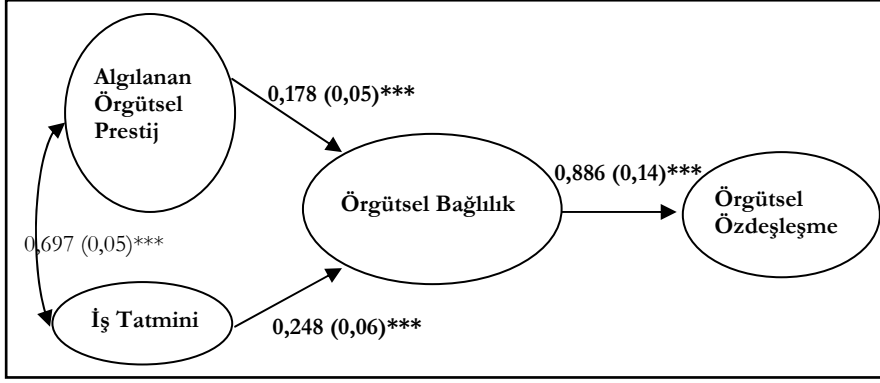 Algılanan
Örgütsel
Prestij
0,178 (0,05)***
Örgütsel Bağlılık
0,886 (0,14)***
Örgütsel
Özdeşleşme
0,697 (0,05)***
İş Tatmini
0,248 (0,06)***